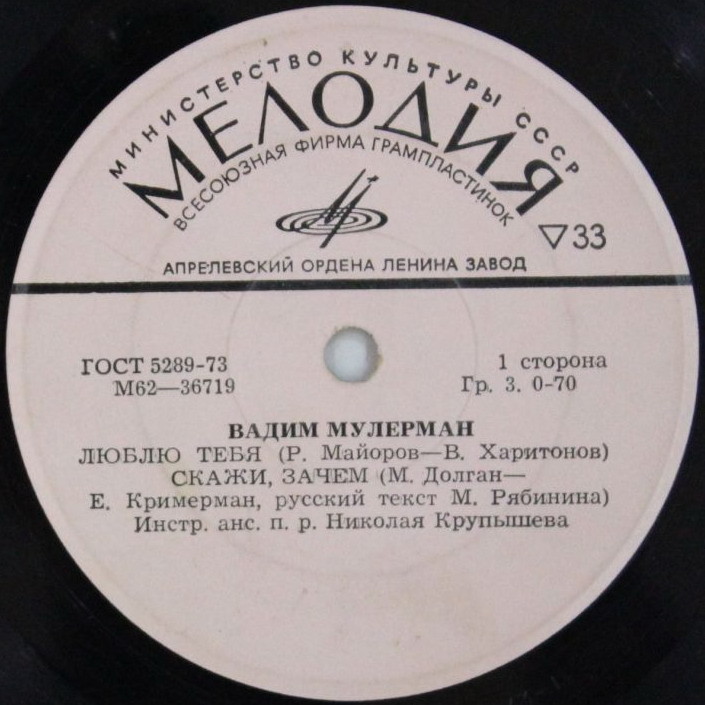 МИНИСТЕРСТВО КУЛЬТУРЫ СССР
МЕЛОДИЯ
ВСЕСОЮЗНАЯ ФИРМА ГРАМПЛАСТИНОК
▽33
АПРЕЛЕВСКИЙ ОРДЕНА ЛЕНИНА ЗАВОД
ГОСТ 5289-73 1 сторона
М62—36719 Гр. 3. 0-70
ВАДИМ МУЛЕРМАН
ЛЮБЛЮ ТЕБЯ (Р. Майоров—В. Харитонов)
СКАЖИ, ЗАЧЕМ (М. Долган—
Е. Кримерман, русский текст М. Рябинина)
Инстр. анс. п. р. Николая Крупышева